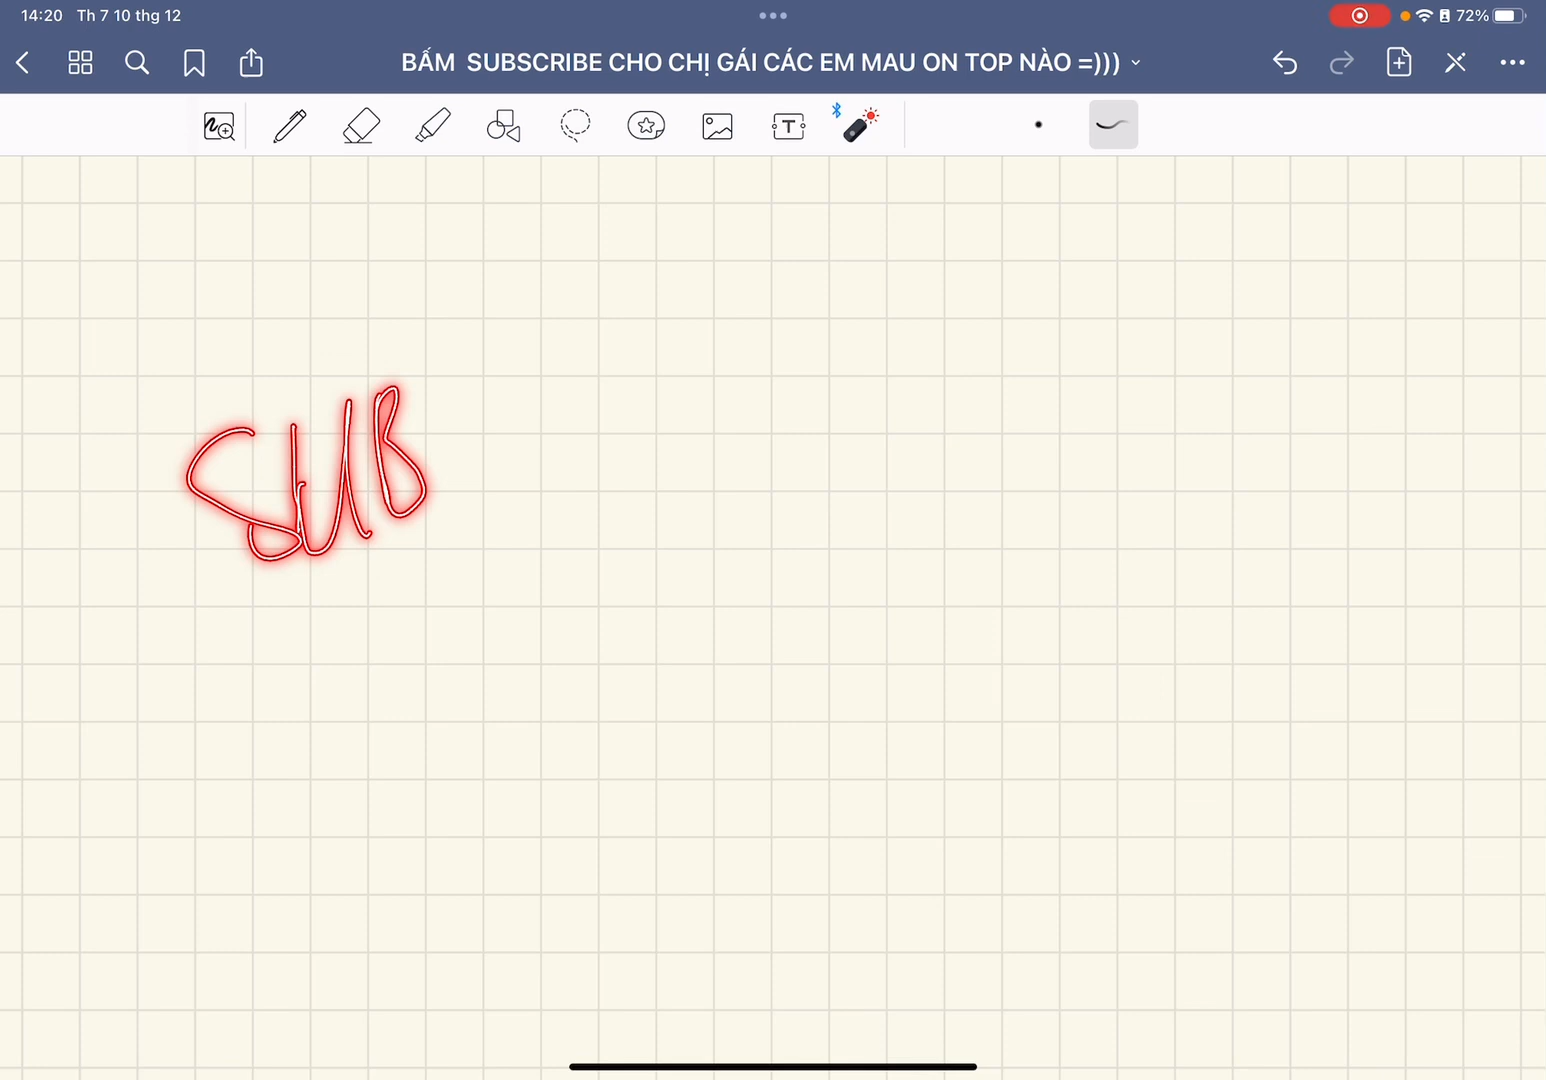 14:20 Th 7 10 thg 12 72%
BẤM SUBSCRIBE CHO CHỊ GÁI CÁC EM MAU ON TOP NÀO =)))
T
SUB